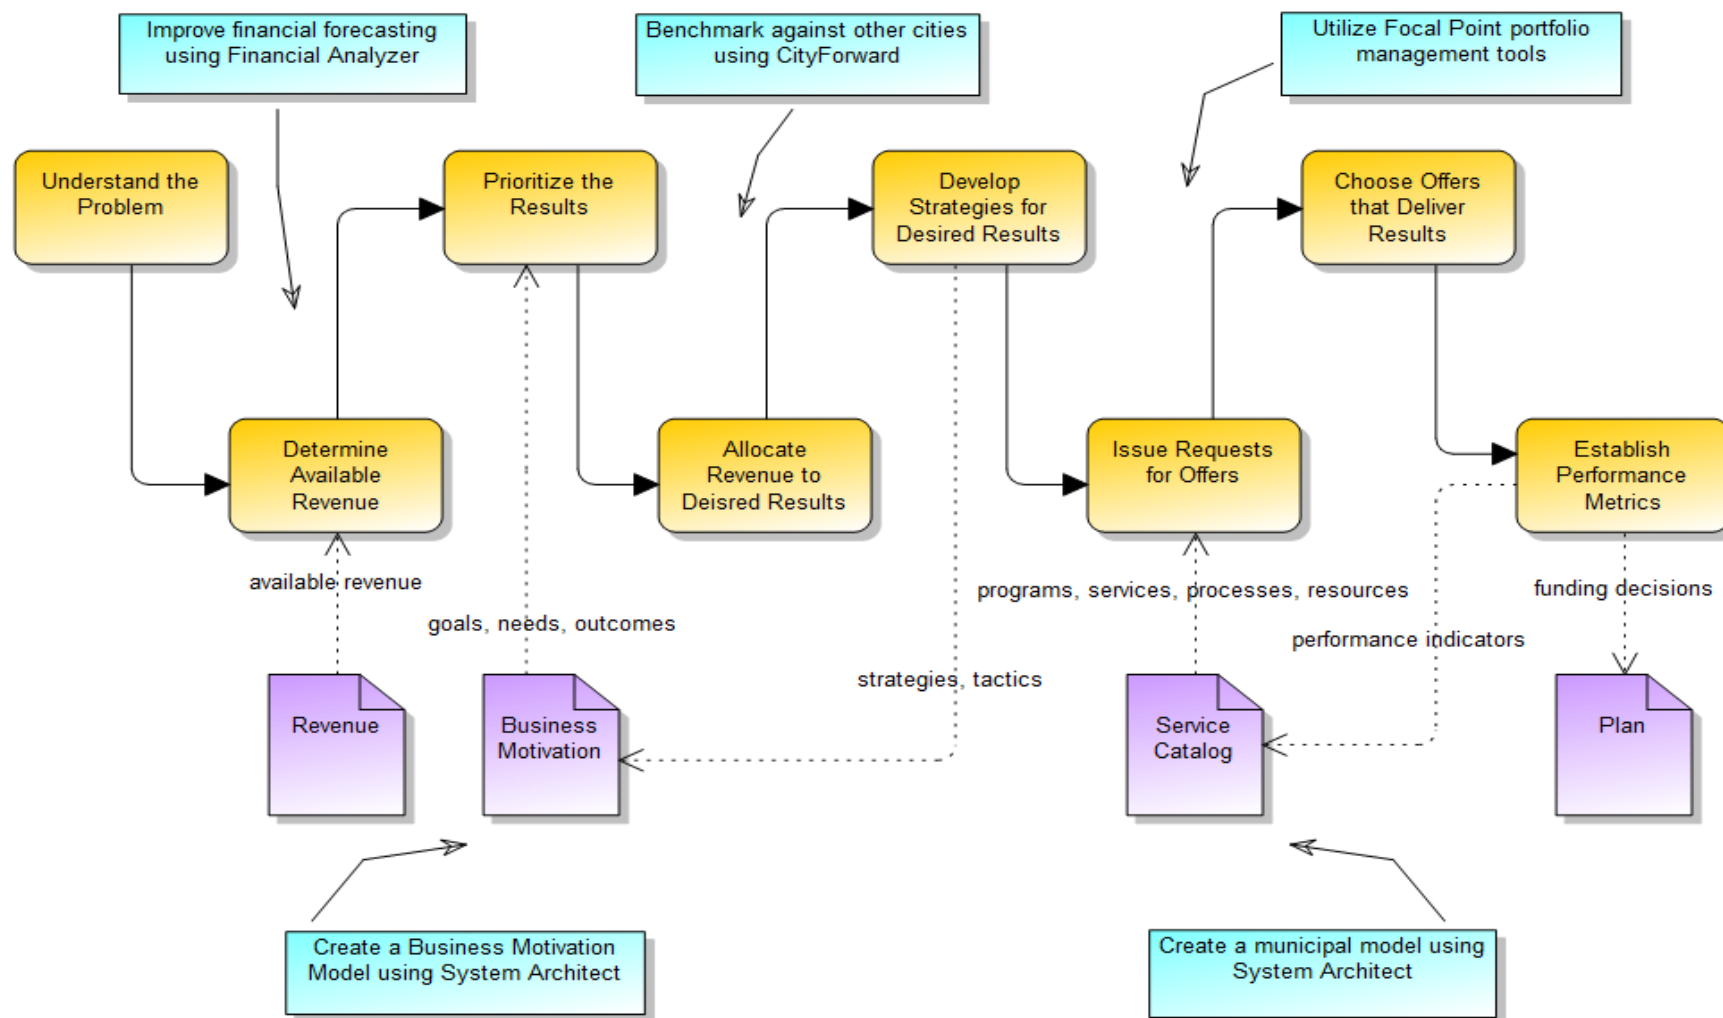 Improve financial forecasting
using Financial Analyzer
Benchmark against other cities
using CityForward
Utilize Focal Point portfolio
management tools
Understand the
Problem
Prioritize the
Results
Develop
Strategies for
Desired Results
Choose Offers
that Deliver
Results
Determine
Available
Revenue
Allocate
Revenue to
Deisred Results
Issue Requests
for Offers
Establish
Performance
Metrics
available revenue
goals, needs, outcomes
strategies, tactics
programs, services, processes, resources
performance indicators
funding decisions
Revenue
Business
Motivation
Service
Catalog
Plan
Create a Business Motivation
Model using System Architect
Create a municipal model using
System Architect